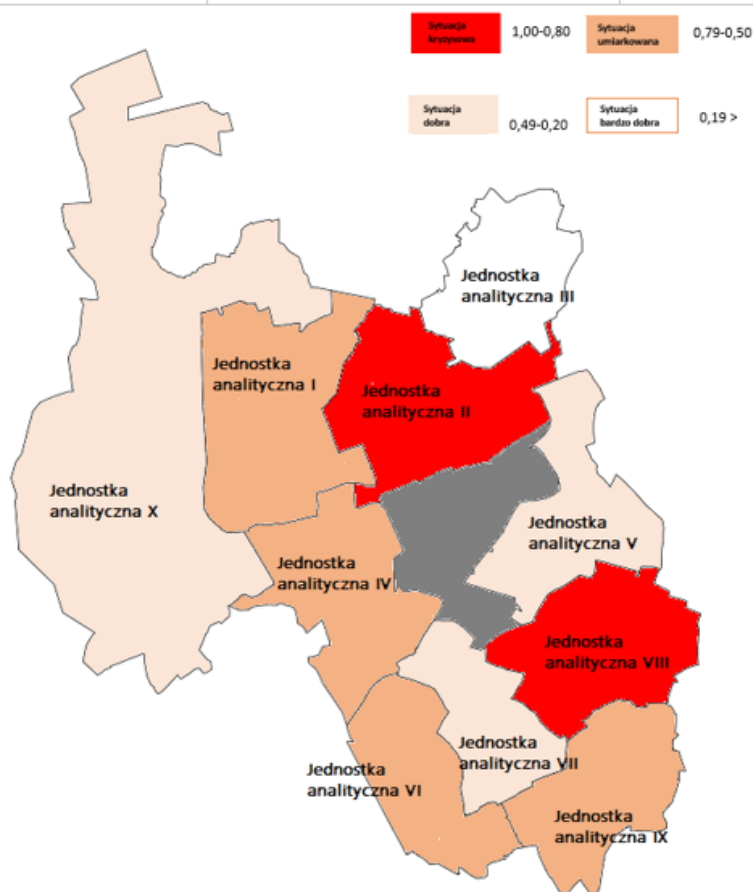 Sytuacja
kryzysowa
1,00-0,80
Sytuacja
umiarkowana
0,79-0,50
Sytuacja
dobra
0,49-0,20
Sytuacja
bardzo dobra
0,19 >
Jednostka
analityczna III
Jednostka
analityczna I
Jednostka
analityczna II
Jednostka
analityczna X
Jednostka
analityczna V
Jednostka
analityczna IV
Jednostka
analityczna VIII
Jednostka
analityczna VII
Jednostka
analityczna VI
Jednostka
analityczna IX